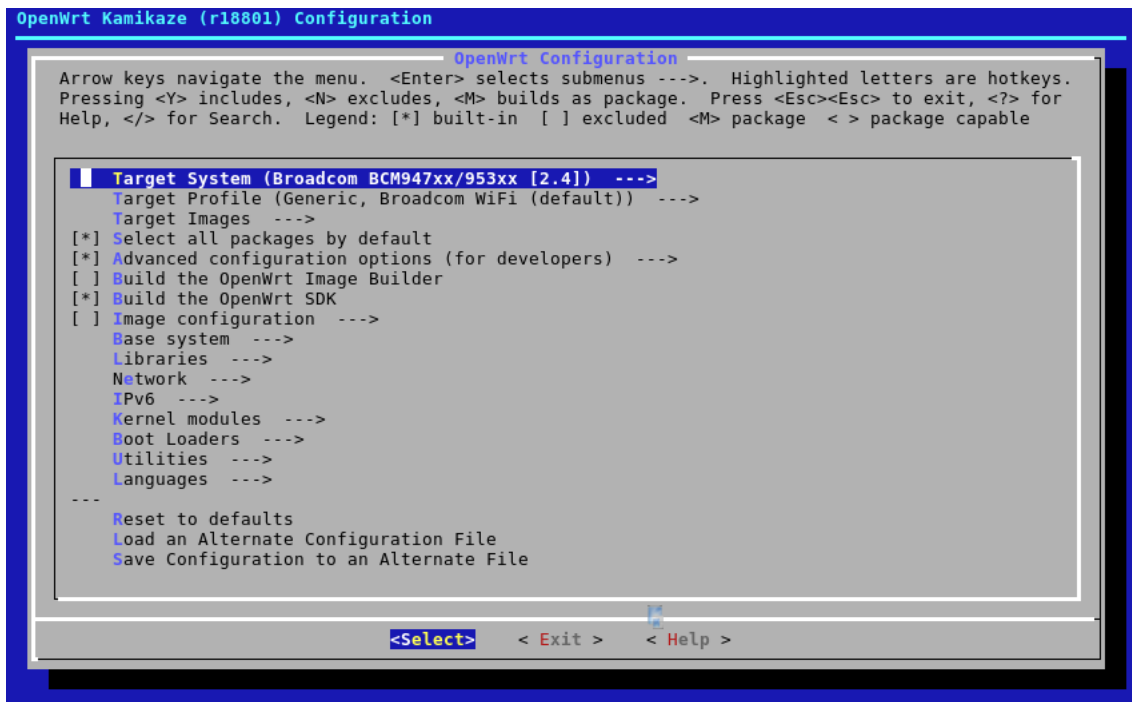 OpenWrt Kamikaze (r18801) Configuration
OpenWrt Configuration
Arrow keys navigate the menu.  <Enter> selects submenus --->.  Highlighted letters are hotkeys.
Pressing <Y> includes, <N> excludes, <M> builds as package.  Press <Esc><Esc> to exit, <?> for
Help, </> for Search.  Legend: [*] built-in  [ ] excluded  <M> package  < > package capable
Target System (Broadcom BCM947xx/953xx [2.4])  --->
Target Profile (Generic, Broadcom WiFi (default))  --->
Target Images  --->
[*] Select all packages by default
[*] Advanced configuration options (for developers)  --->
[ ] Build the OpenWrt Image Builder
[*] Build the OpenWrt SDK
[ ] Image configuration  --->
Base system  --->
Libraries  --->
Network  --->
IPv6  --->
Kernel modules  --->
Boot Loaders  --->
Utilities  --->
Languages  --->
---
Reset to defaults
Load an Alternate Configuration File
Save Configuration to an Alternate File
<Select>    < Exit >    < Help >